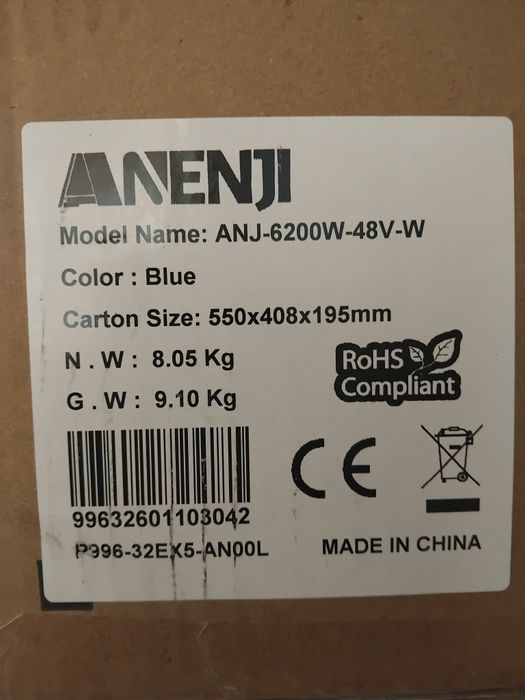 ANENJI
Model Name: ANJ-6200W-48V-W
Color : Blue
Carton Size: 550x408x195mm
N . W : 8.05 Kg
G . W : 9.10 Kg
RoHS
Compliant
CE
99632601103042
P996-32EX5-AN00L
MADE IN CHINA